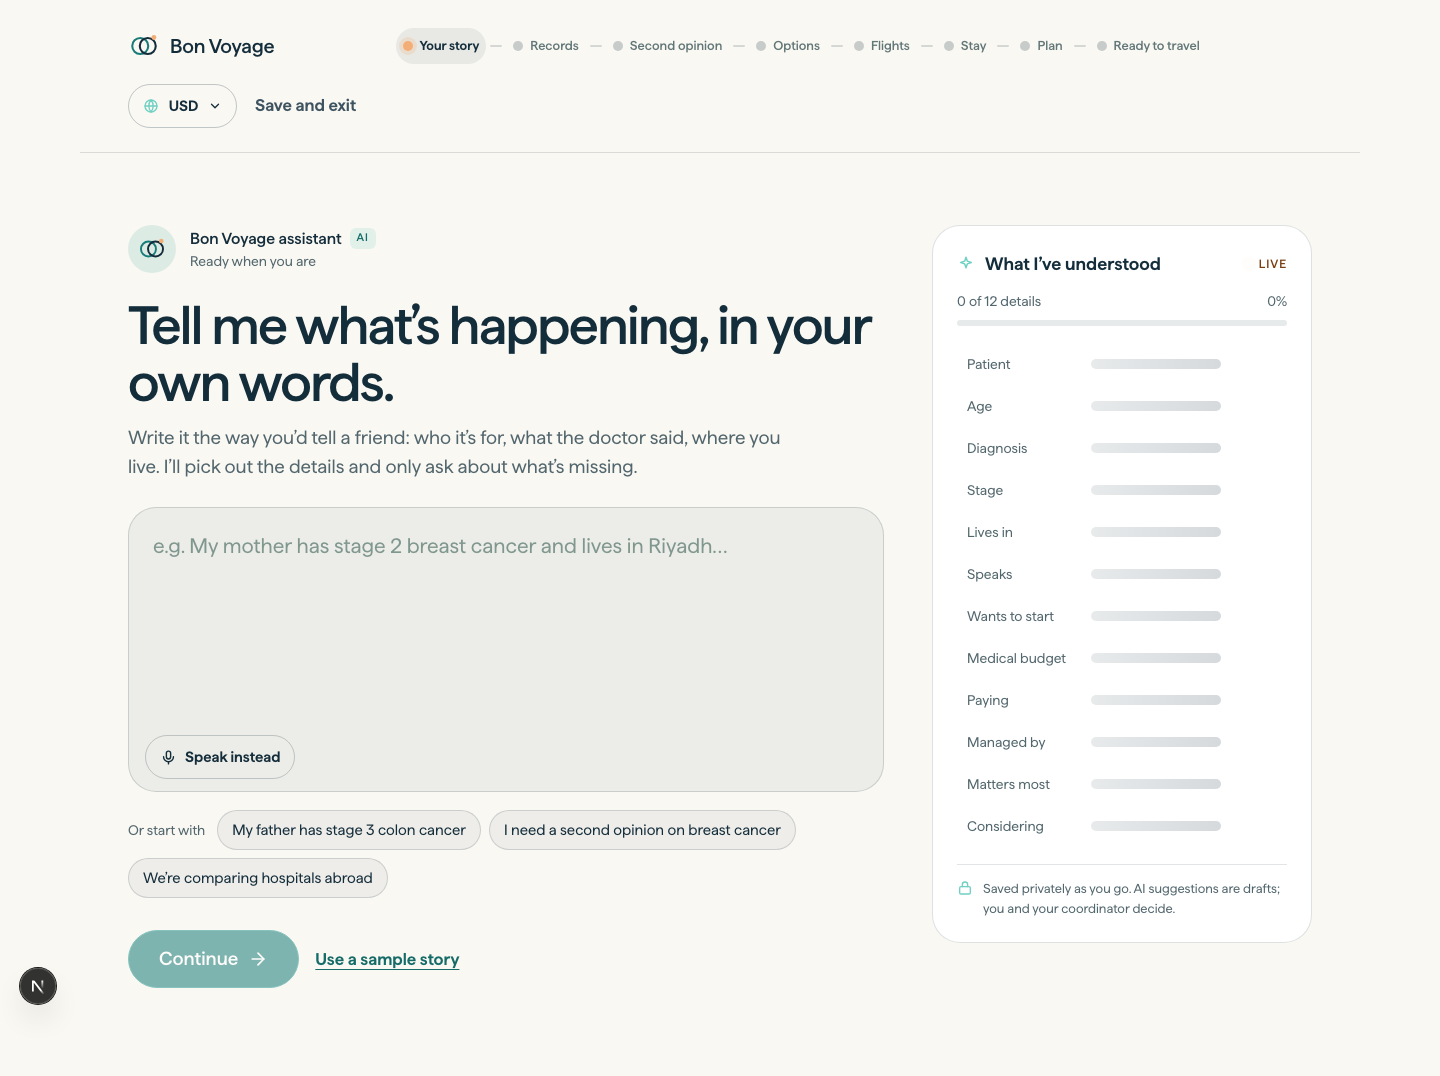 Bon Voyage
Your story
Records
Second opinion
Options
Flights
Stay
Plan
Ready to travel
USD
Save and exit
Bon Voyage assistant
AI
Ready when you are
Tell me what’s happening, in your
own words.
Write it the way you’d tell a friend: who it’s for, what the doctor said, where you
live. I’ll pick out the details and only ask about what’s missing.
e.g. My mother has stage 2 breast cancer and lives in Riyadh…
Speak instead
Or start with
My father has stage 3 colon cancer
I need a second opinion on breast cancer
We’re comparing hospitals abroad
Continue
Use a sample story
N
What I’ve understood
LIVE
0 of 12 details
0%
Patient
Age
Diagnosis
Stage
Lives in
Speaks
Wants to start
Medical budget
Paying
Managed by
Matters most
Considering
Saved privately as you go. AI suggestions are drafts;
you and your coordinator decide.